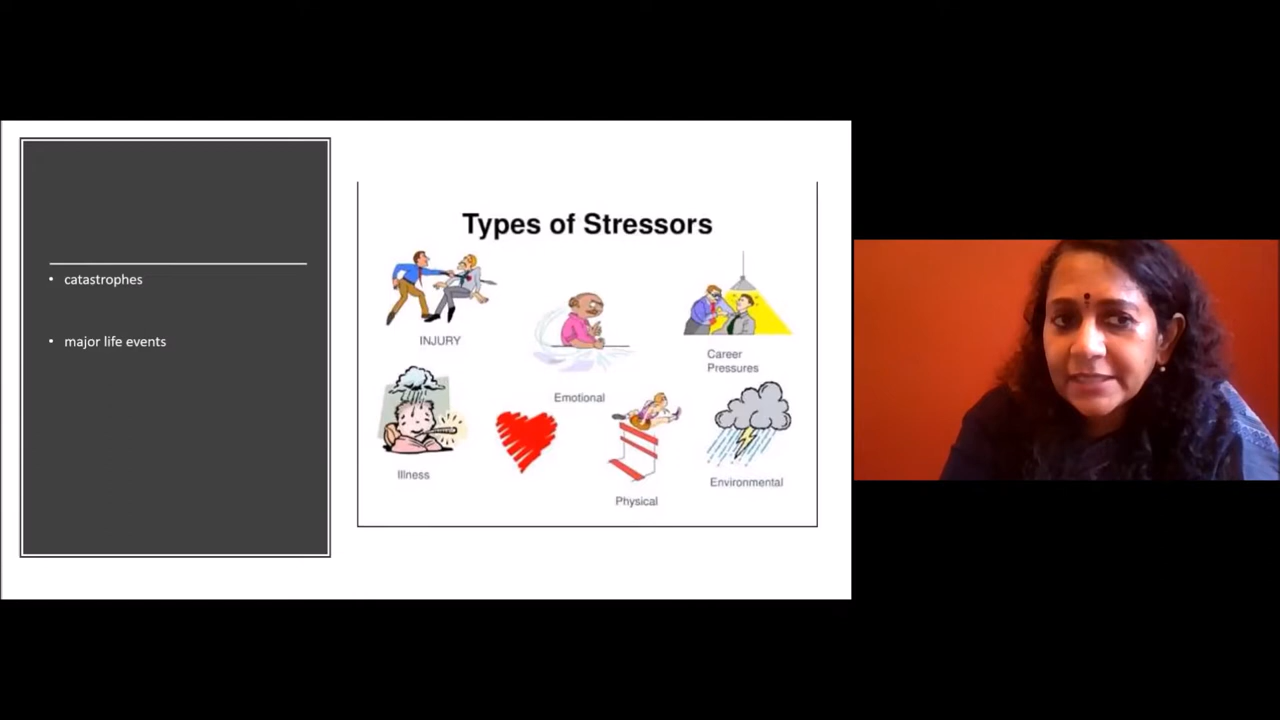 • catastrophes
• major life events
Types of Stressors
INJURY
Emotional
Career
Pressures
Illness
Physical
Environmental